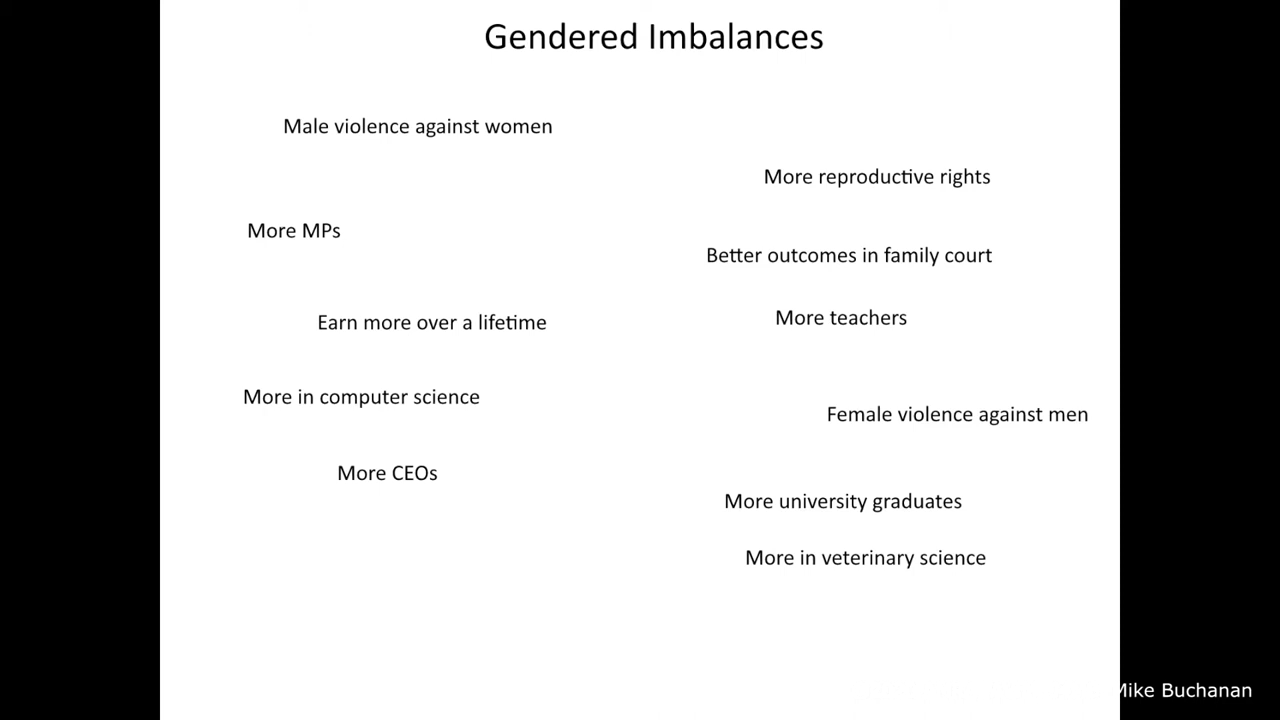 Gendered Imbalances
Male violence against women
More reproductive rights
More MPs
Better outcomes in family court
More teachers
Earn more over a lifetime
More in computer science
Female violence against men
More CEOs
More university graduates
More in veterinary science
Mike Buchanan